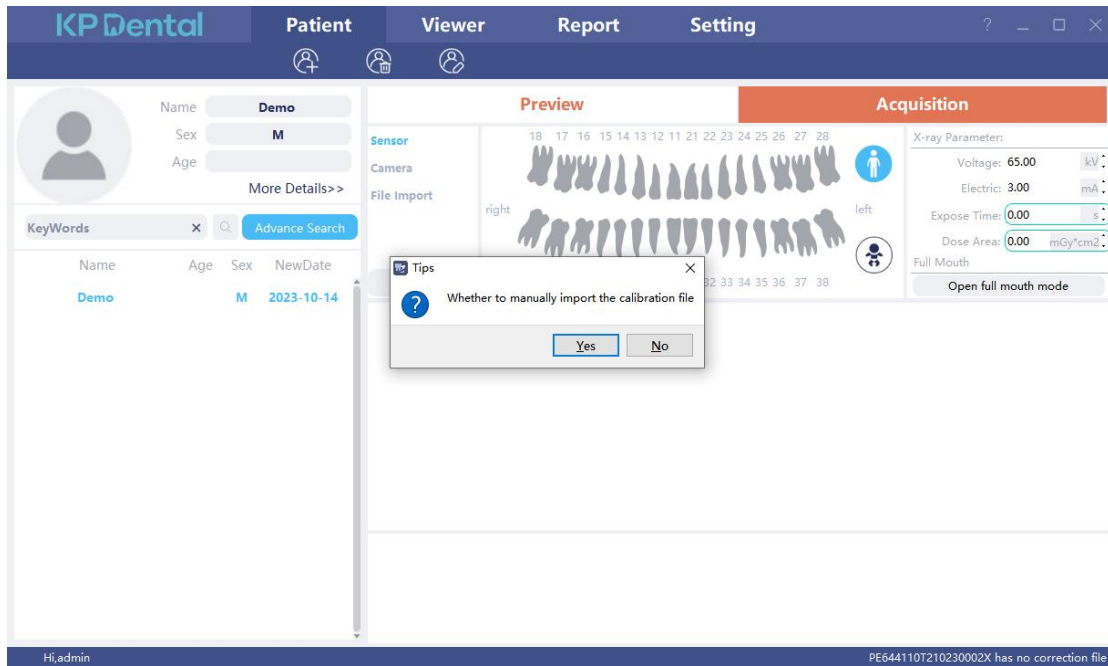 KP Dental Patient Viewer Report Setting
Name Demo
Sex M
Age
More Details>>
KeyWords Advance Search
Name Age Sex NewDate
Demo M 2023-10-14
Preview Acquisition
Sensor
Camera
File Import
18 17 16 15 14 13 12 11 21 22 23 24 25 26 27 28
right left
32 33 34 35 36 37 38
X-ray Parameter:
Voltage: 65.00 kV
Electric: 3.00 mA
Expose Time: 0.00 s
Dose Area: 0.00 mGy*cm2
Full Mouth
Open full mouth mode
Tips
Whether to manually import the calibration file
Yes No
Hi,admin PE644110T210230002X has no correction file